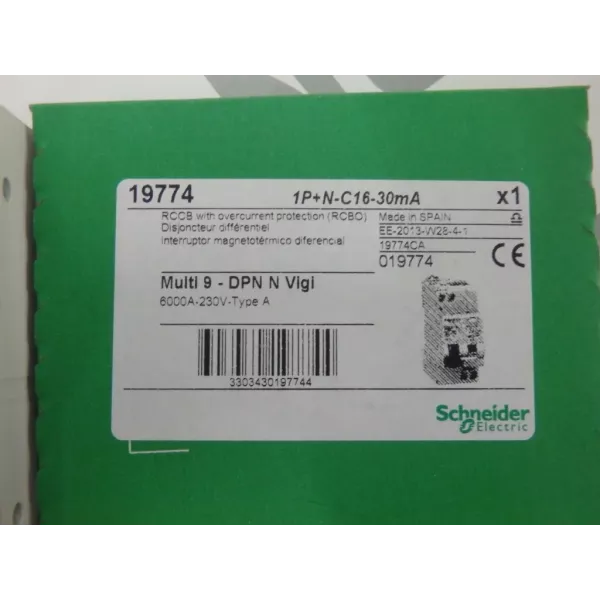 19774 1P+N-C16-30mA x1
RCCB with overcurrent protection (RCBO) Made in SPAIN
Disjoncteur différentiel EE-2013-W28-4-1
Interruptor magnetotérmico diferencial 19774CA
019774 CE
Multi 9 - DPN N Vigi
6000A-230V-Type A
3303430197744
Schneider
Electric